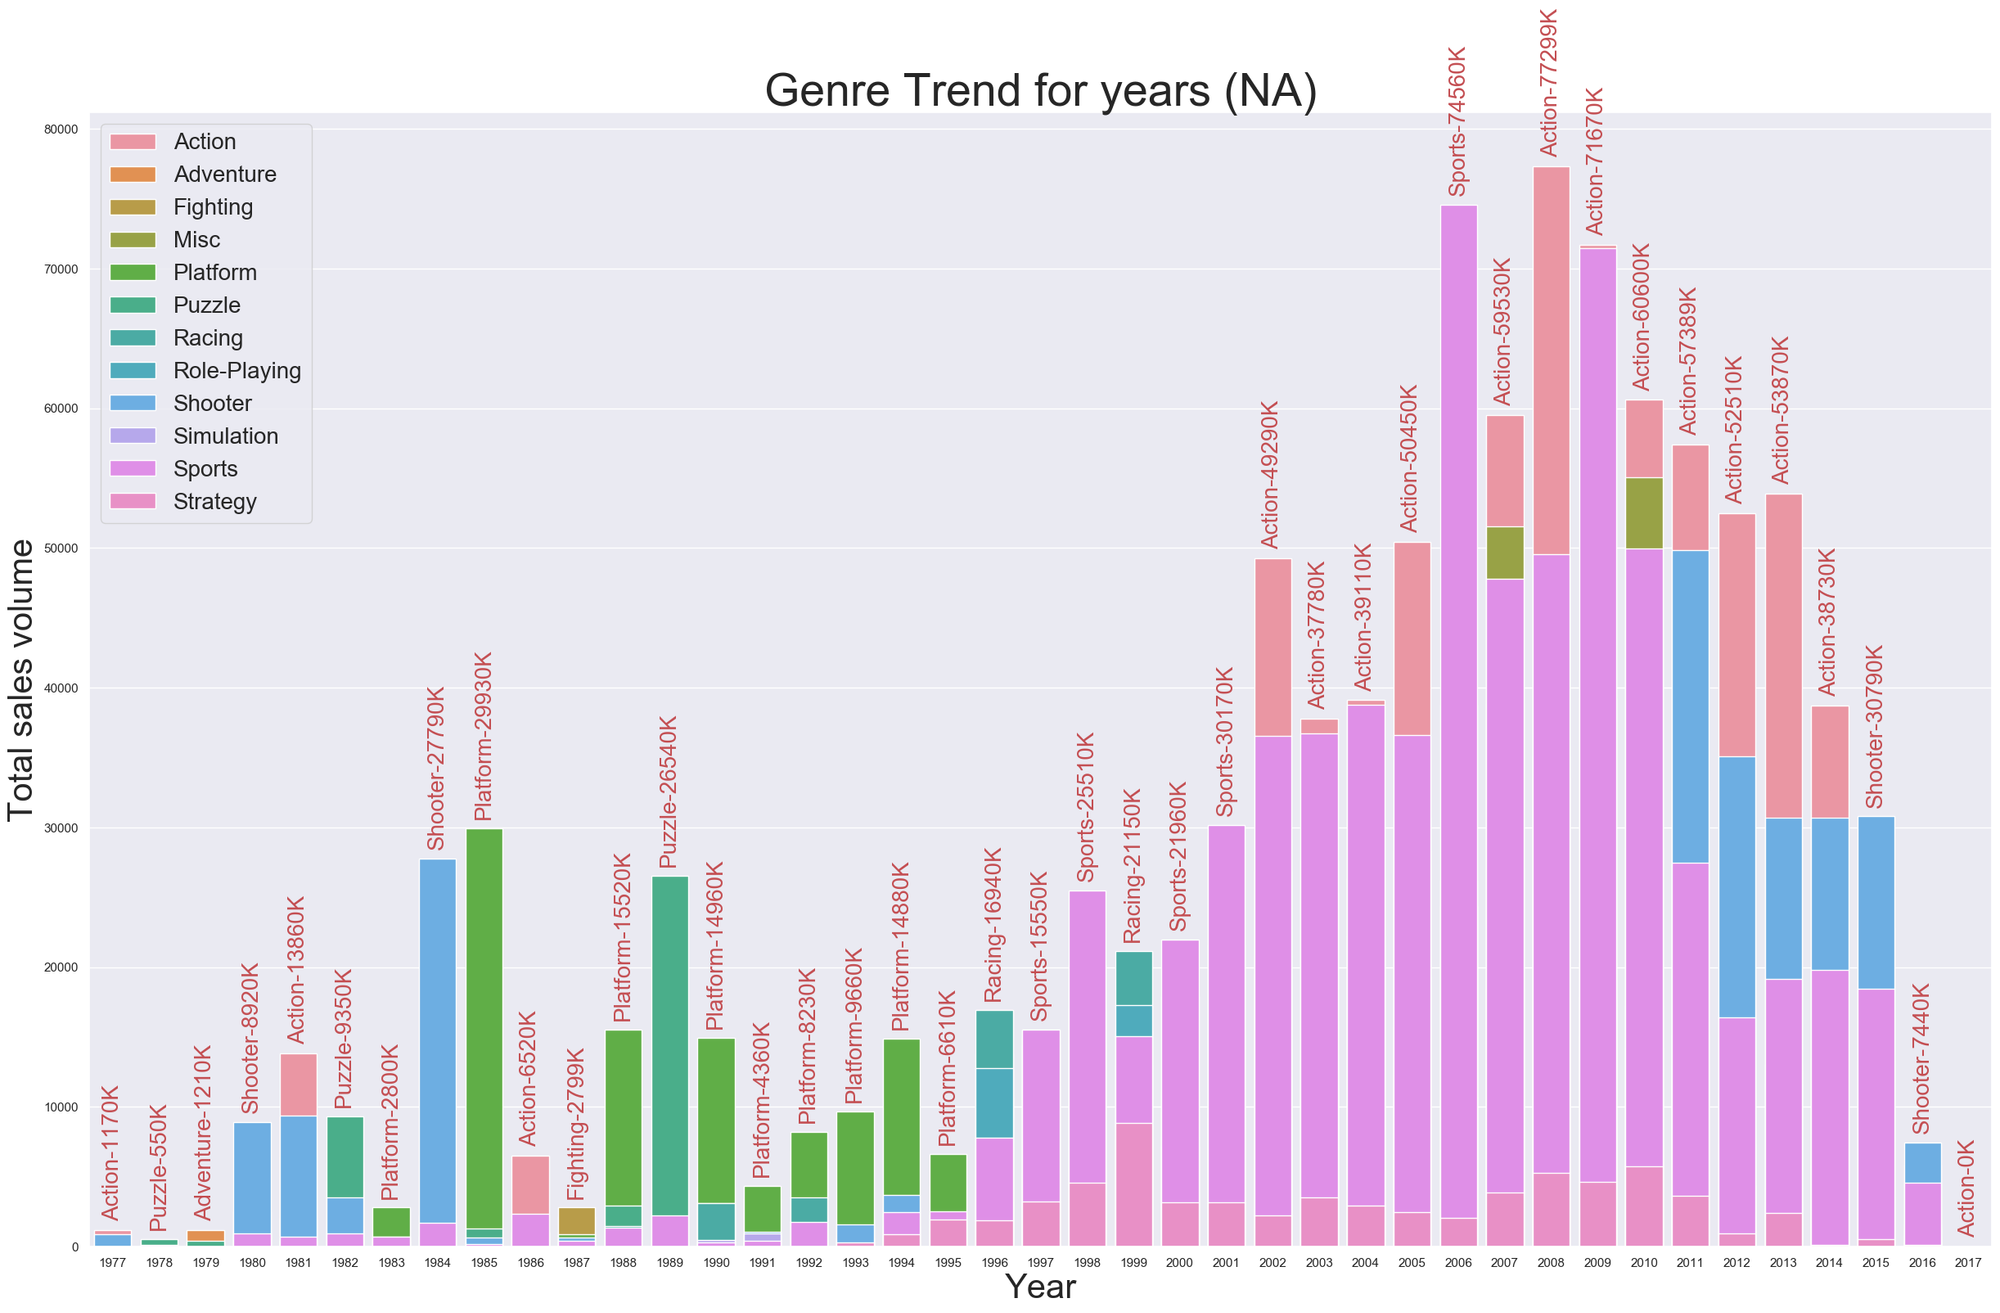 Genre Trend for years (NA)
Total sales volume
80000
70000
60000
50000
40000
30000
20000
10000
0
Action
Adventure
Fighting
Misc
Platform
Puzzle
Racing
Role-Playing
Shooter
Simulation
Sports
Strategy
Action-1170K
Puzzle-550K
Adventure-1210K
Shooter-8920K
Action-13860K
Puzzle-9350K
Platform-2800K
Shooter-27790K
Platform-29930K
Action-6520K
Fighting-2799K
Platform-15520K
Puzzle-26540K
Platform-14960K
Platform-4360K
Platform-8230K
Platform-9660K
Platform-14880K
Platform-6610K
Racing-16940K
Sports-15550K
Sports-25510K
Racing-21150K
Sports-21960K
Sports-30170K
Action-49290K
Action-37780K
Action-39110K
Action-50450K
Sports-74560K
Action-59530K
Action-77299K
Action-71670K
Action-60600K
Action-57389K
Action-52510K
Action-53870K
Action-38730K
Shooter-30790K
Shooter-7440K
Action-0K
1977 1978 1979 1980 1981 1982 1983 1984 1985 1986 1987 1988 1989 1990 1991 1992 1993 1994 1995 1996 1997 1998 1999 2000 2001 2002 2003 2004 2005 2006 2007 2008 2009 2010 2011 2012 2013 2014 2015 2016 2017
Year